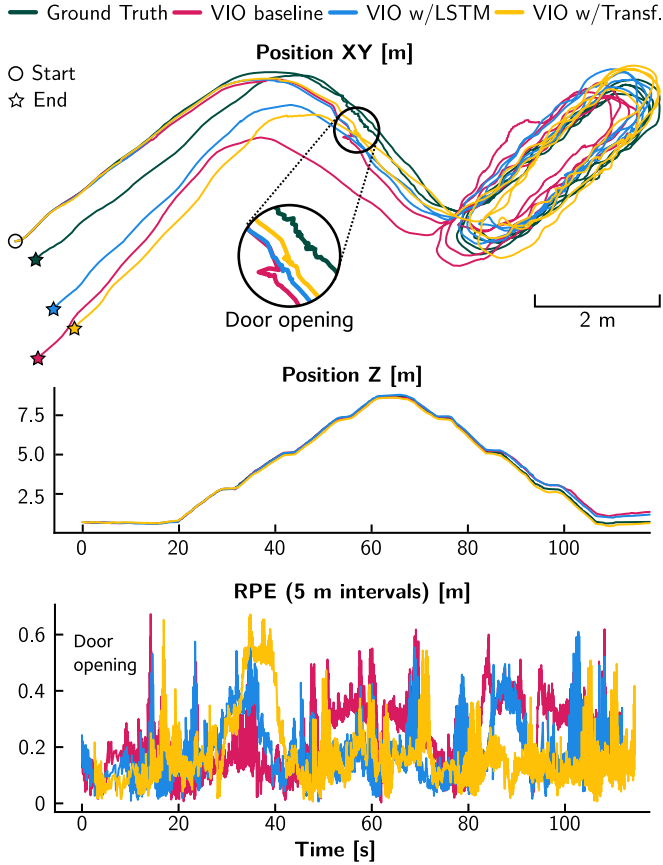 Ground Truth VIO baseline VIO w/LSTM VIO w/Transf.
Position XY [m]
Start
End
Door opening
2 m
Position Z [m]
7.5
5.0
2.5
0 20 40 60 80 100
RPE (5 m intervals) [m]
0.6
Door
opening
0.4
0.2
0
0 20 40 60 80 100
Time [s]